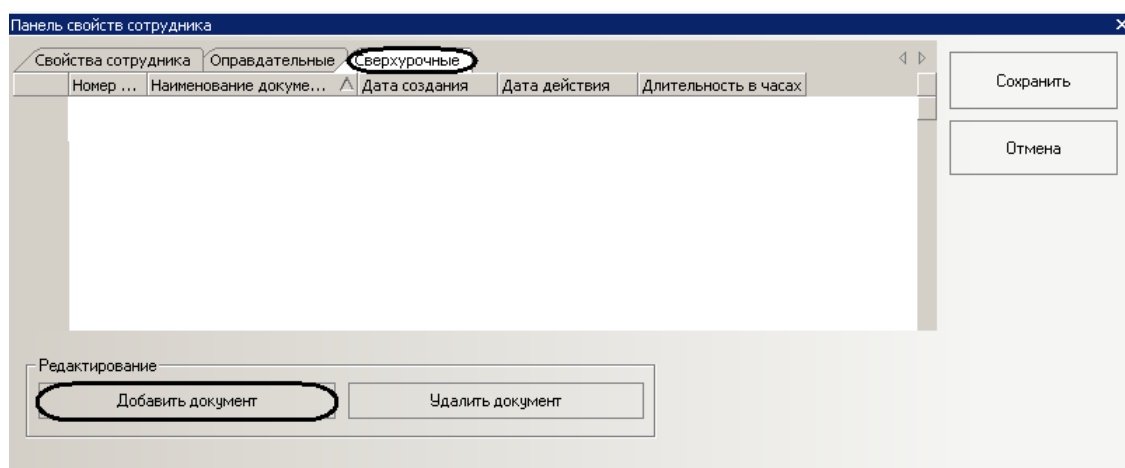 Панель свойств сотрудника
Свойства сотрудника Оправдательные Сверхурочные
Номер ... Наименование докуме... Дата создания Дата действия Длительность в часах
Сохранить
Отмена
Редактирование
Добавить документ Удалить документ